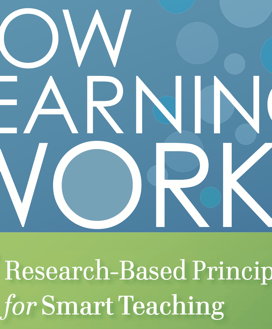 OW
EARNING
WORK
Research-Based Princip
for Smart Teaching